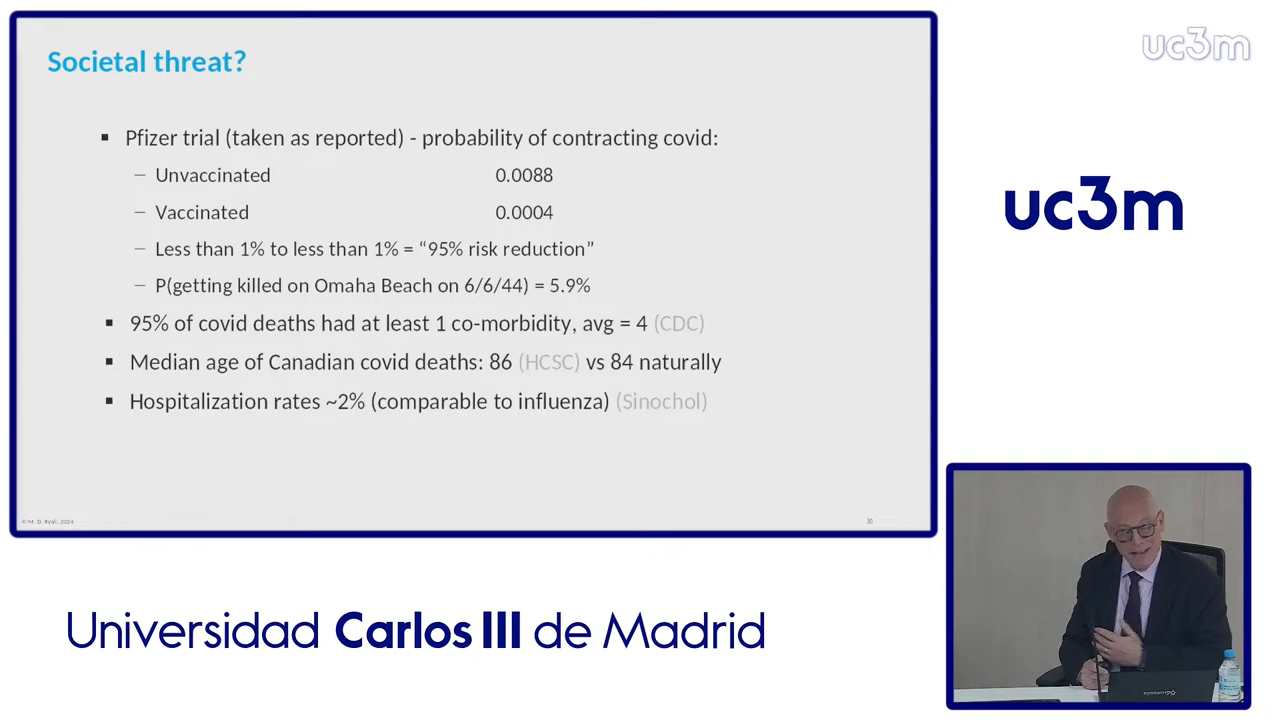 Societal threat?
▪ Pfizer trial (taken as reported) - probability of contracting covid:
– Unvaccinated 0.0088
– Vaccinated 0.0004
– Less than 1% to less than 1% = “95% risk reduction”
– P(getting killed on Omaha Beach on 6/6/44) = 5.9%
▪ 95% of covid deaths had at least 1 co-morbidity, avg = 4 (CDC)
▪ Median age of Canadian covid deaths: 86 (HCSC) vs 84 naturally
▪ Hospitalization rates ~2% (comparable to influenza) (Sinochol)
© M. D. Ryall, 2024
uc3m
uc3m
Universidad Carlos III de Madrid